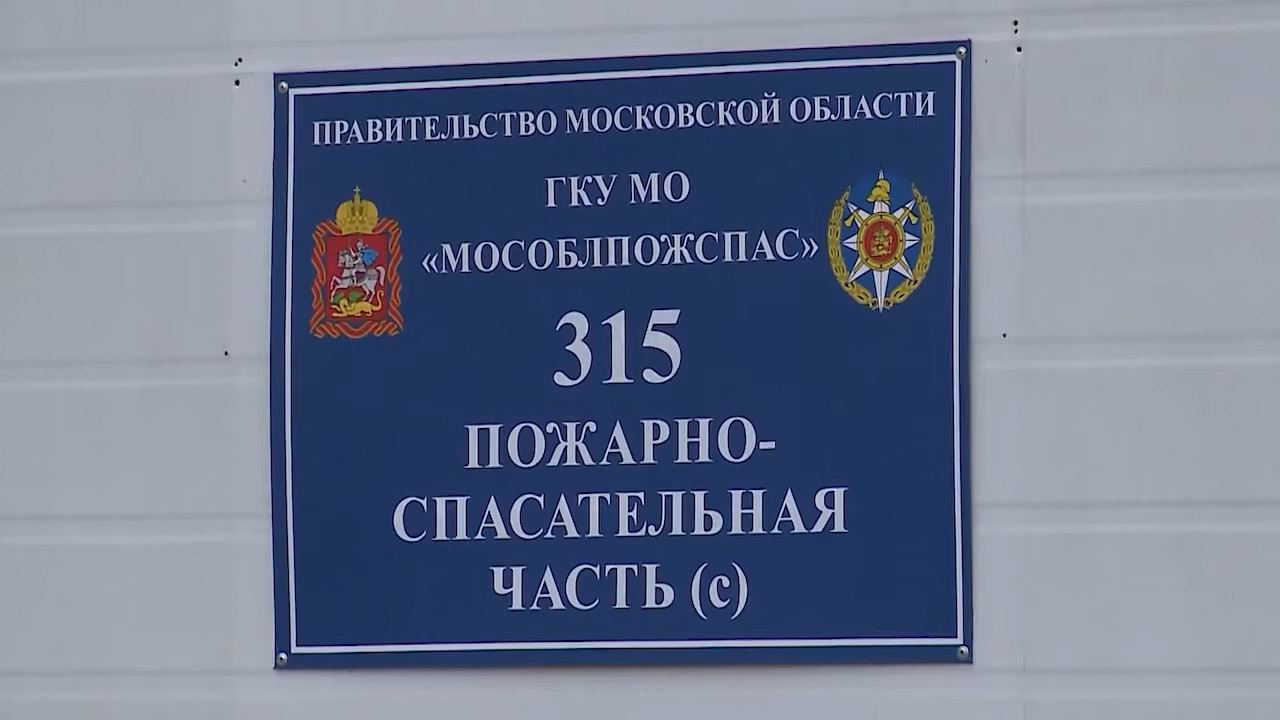 ПРАВИТЕЛЬСТВО МОСКОВСКОЙ ОБЛАСТИ
ГКУ МО
«МОСОБЛПОЖСПАС»
315
ПОЖАРНО-
СПАСАТЕЛЬНАЯ
ЧАСТЬ (с)